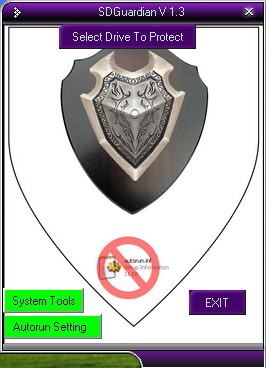 SDGuardian V 1.3
Select Drive To Protect
autorun.inf
Setup Information
System Tools
EXIT
Autorun Setting